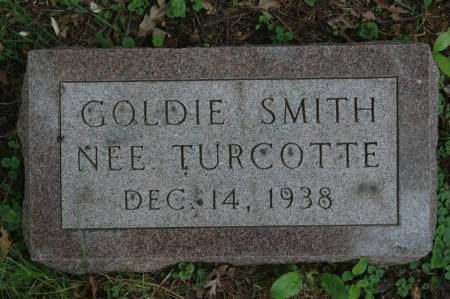 GOLDIE SMITH
NEE. TURCOTTE
DEC. 14, 1938